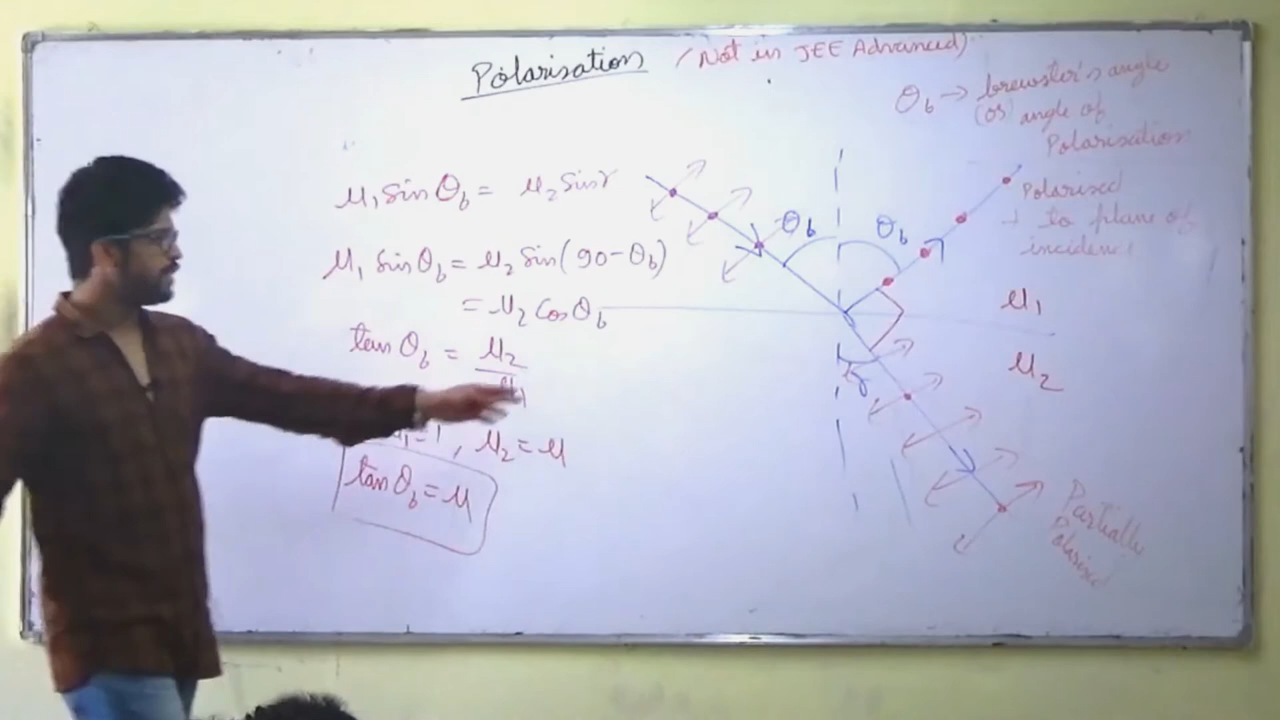 Polarisation (Not in JEE Advanced)
θb → brewster's angle
(or) angle of
Polarisation
μ1 sin θb = μ2 sin r
μ1 sin θb = μ2 sin(90-θb)
= μ2 cos θb
tan θb = μ2
μ1
μ1=1, μ2=μ
tan θb = μ
θb
θb
r
Polarised
⊥ to plane of
incidence
μ1
μ2
Partially
Polarised